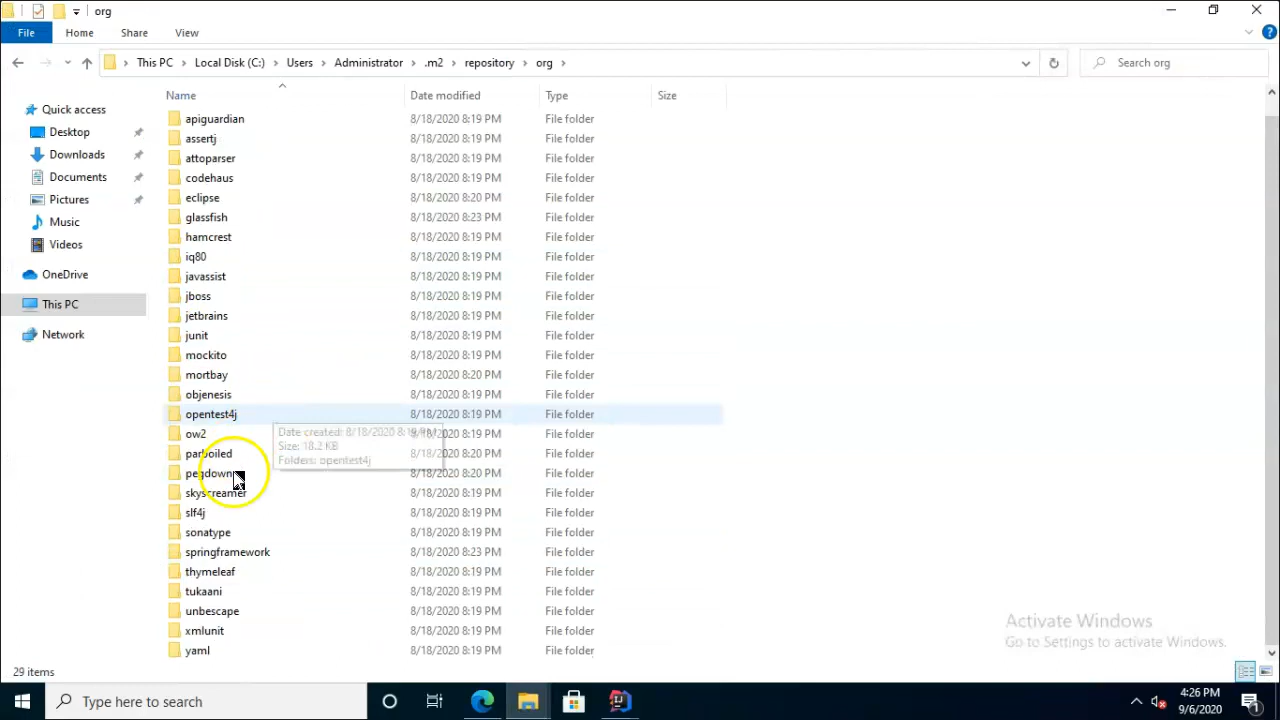 org
File Home Share View
This PC Local Disk (C:) Users Administrator .m2 repository org Search org
Name Date modified Type Size
Quick access
Desktop
Downloads
Documents
Pictures
Music
Videos
OneDrive
This PC
Network
apiguardian 8/18/2020 8:19 PM File folder
assertj 8/18/2020 8:19 PM File folder
attoparser 8/18/2020 8:19 PM File folder
codehaus 8/18/2020 8:19 PM File folder
eclipse 8/18/2020 8:20 PM File folder
glassfish 8/18/2020 8:23 PM File folder
hamcrest 8/18/2020 8:19 PM File folder
iq80 8/18/2020 8:19 PM File folder
javassist 8/18/2020 8:19 PM File folder
jboss 8/18/2020 8:19 PM File folder
jetbrains 8/18/2020 8:19 PM File folder
junit 8/18/2020 8:19 PM File folder
mockito 8/18/2020 8:19 PM File folder
mortbay 8/18/2020 8:20 PM File folder
objenesis 8/18/2020 8:19 PM File folder
opentest4j 8/18/2020 8:19 PM File folder
ow2 8/18/2020 8:19 PM File folder
parboiled 8/18/2020 8:20 PM File folder
pegdown 8/18/2020 8:20 PM File folder
skyscreamer 8/18/2020 8:19 PM File folder
slf4j 8/18/2020 8:19 PM File folder
sonatype 8/18/2020 8:19 PM File folder
springframework 8/18/2020 8:23 PM File folder
thymeleaf 8/18/2020 8:19 PM File folder
tukaani 8/18/2020 8:19 PM File folder
unbescape 8/18/2020 8:19 PM File folder
xmlunit 8/18/2020 8:19 PM File folder
yaml 8/18/2020 8:19 PM File folder
Date created: 8/18/2020 8:19 PM
Size: 18.2 KB
Folders: opentest4j
Activate Windows
Go to Settings to activate Windows.
29 items
Type here to search
4:26 PM
9/6/2020
1